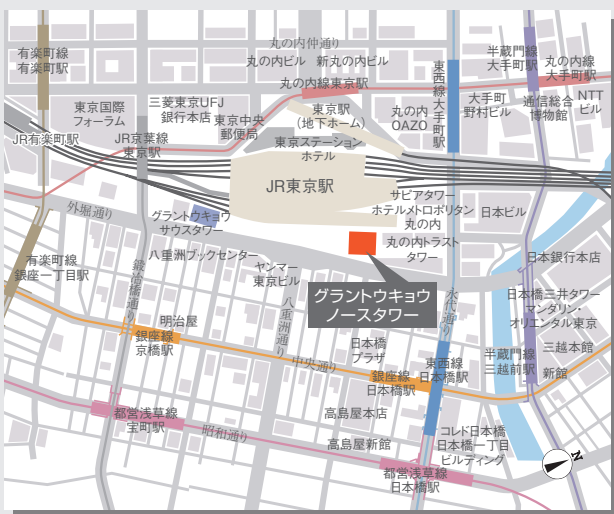 丸の内仲通り
有楽町線
有楽町駅
丸の内ビル
新丸の内ビル
東西線大手町駅
半蔵門線
大手町駅
丸の内線
大手町駅
丸の内線東京駅
東京国際
フォーラム
三菱東京UFJ
銀行本店
東京中央
郵便局
東京駅
（地下ホーム）
丸の内
OAZO
大手町
野村ビル
通信総合
博物館
NTT
ビル
JR有楽町駅
JR京葉線
東京駅
東京ステーション
ホテル
JR東京駅
サピアタワー
ホテルメトロポリタン
丸の内
日本ビル
外堀通り
グラントウキョウ
サウスタワー
丸の内トラスト
タワー
八重洲ブックセンター
ヤンマー
東京ビル
日本銀行本店
有楽町線
銀座一丁目駅
鍛冶橋通り
グラントウキョウ
ノースタワー
八重洲通り
永代通り
日本橋三井タワー
マンダリン・
オリエンタル東京
明治屋
銀座線
京橋駅
中央通り
日本橋
プラザ
銀座線
日本橋駅
東西線
日本橋駅
半蔵門線
三越前駅
三越本店
新館
都営浅草線
宝町駅
昭和通り
高島屋本店
高島屋新館
コレド日本橋
日本橋一丁目
ビルディング
都営浅草線
日本橋駅
N